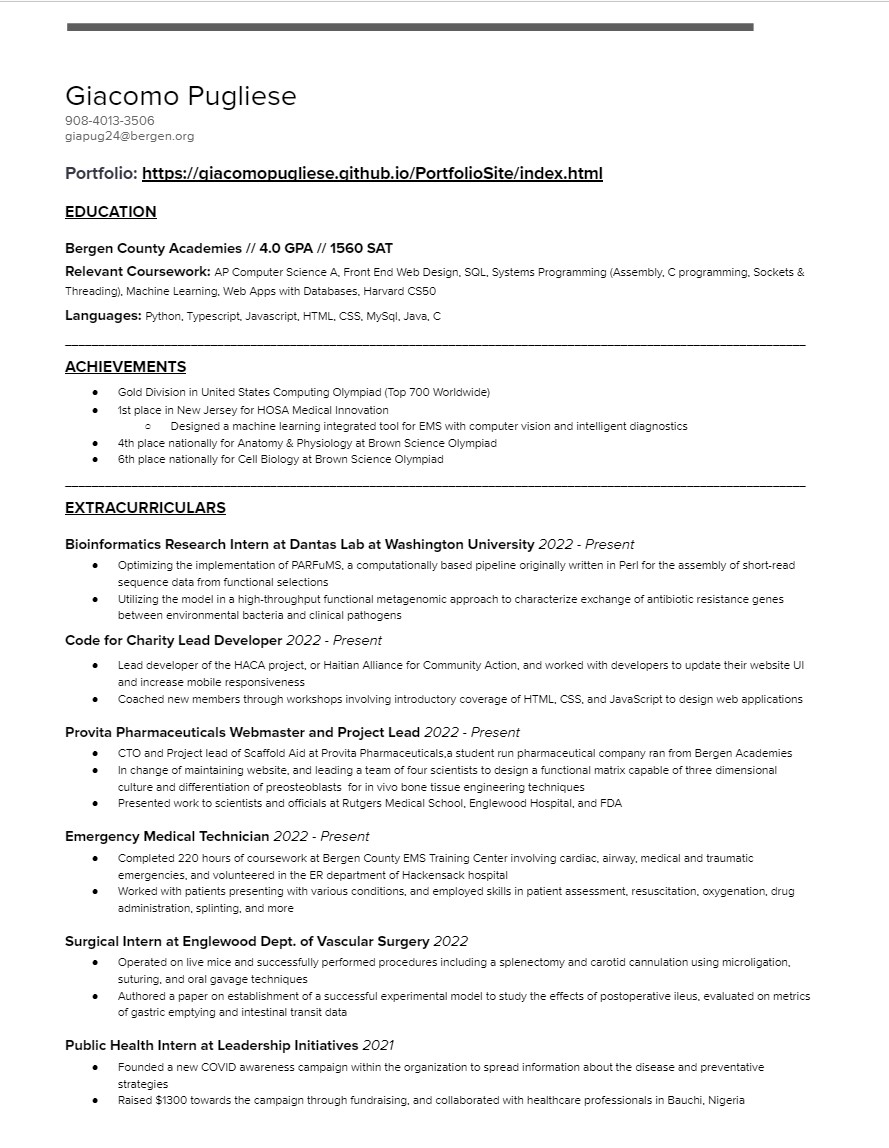 Giacomo Pugliese
908-4013-3506
giapug24@bergen.org
Portfolio: https://giacomopugliese.github.io/PortfolioSite/index.html
EDUCATION
Bergen County Academies // 4.0 GPA // 1560 SAT
Relevant Coursework: AP Computer Science A, Front End Web Design, SQL, Systems Programming (Assembly, C programming, Sockets &
Threading), Machine Learning, Web Apps with Databases, Harvard CS50
Languages: Python, Typescript, Javascript, HTML, CSS, MySql, Java, C
ACHIEVEMENTS
● Gold Division in United States Computing Olympiad (Top 700 Worldwide)
● 1st place in New Jersey for HOSA Medical Innovation
○ Designed a machine learning integrated tool for EMS with computer vision and intelligent diagnostics
● 4th place nationally for Anatomy & Physiology at Brown Science Olympiad
● 6th place nationally for Cell Biology at Brown Science Olympiad
EXTRACURRICULARS
Bioinformatics Research Intern at Dantas Lab at Washington University 2022 - Present
● Optimizing the implementation of PARFuMS, a computationally based pipeline originally written in Perl for the assembly of short-read
sequence data from functional selections
● Utilizing the model in a high-throughput functional metagenomic approach to characterize exchange of antibiotic resistance genes
between environmental bacteria and clinical pathogens
Code for Charity Lead Developer 2022 - Present
● Lead developer of the HACA project, or Haitian Alliance for Community Action, and worked with developers to update their website UI
and increase mobile responsiveness
● Coached new members through workshops involving introductory coverage of HTML, CSS, and JavaScript to design web applications
Provita Pharmaceuticals Webmaster and Project Lead 2022 - Present
● CTO and Project lead of Scaffold Aid at Provita Pharmaceuticals,a student run pharmaceutical company ran from Bergen Academies
● In change of maintaining website, and leading a team of four scientists to design a functional matrix capable of three dimensional
culture and differentiation of preosteoblasts  for in vivo bone tissue engineering techniques
● Presented work to scientists and officials at Rutgers Medical School, Englewood Hospital, and FDA
Emergency Medical Technician 2022 - Present
● Completed 220 hours of coursework at Bergen County EMS Training Center involving cardiac, airway, medical and traumatic
emergencies, and volunteered in the ER department of Hackensack hospital
● Worked with patients presenting with various conditions, and employed skills in patient assessment, resuscitation, oxygenation, drug
administration, splinting, and more
Surgical Intern at Englewood Dept. of Vascular Surgery 2022
● Operated on live mice and successfully performed procedures including a splenectomy and carotid cannulation using microligation,
suturing, and oral gavage techniques
● Authored a paper on establishment of a successful experimental model to study the effects of postoperative ileus, evaluated on metrics
of gastric emptying and intestinal transit data
Public Health Intern at Leadership Initiatives 2021
● Founded a new COVID awareness campaign within the organization to spread information about the disease and preventative
strategies
● Raised $1300 towards the campaign through fundraising, and collaborated with healthcare professionals in Bauchi, Nigeria